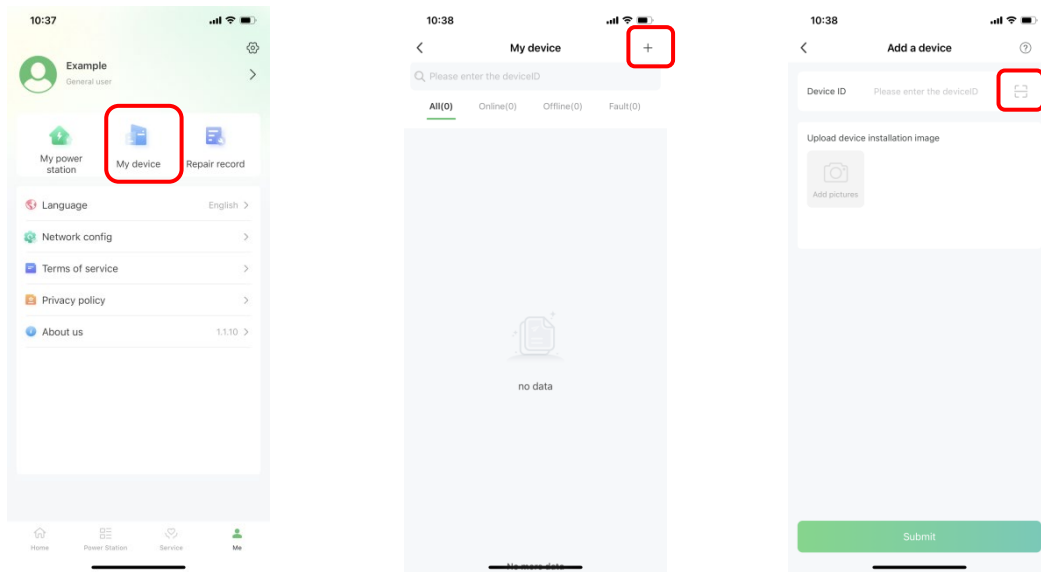 10:37
Example
General user
My power
station
My device
Repair record
Language
English
Network config
Terms of service
Privacy policy
About us
1.1.10
Home
Power Station
Service
Me
10:38
My device
Please enter the deviceID
All(0)
Online(0)
Offline(0)
Fault(0)
no data
No more data
10:38
Add a device
Device ID
Please enter the deviceID
Upload device installation image
Add pictures
Submit